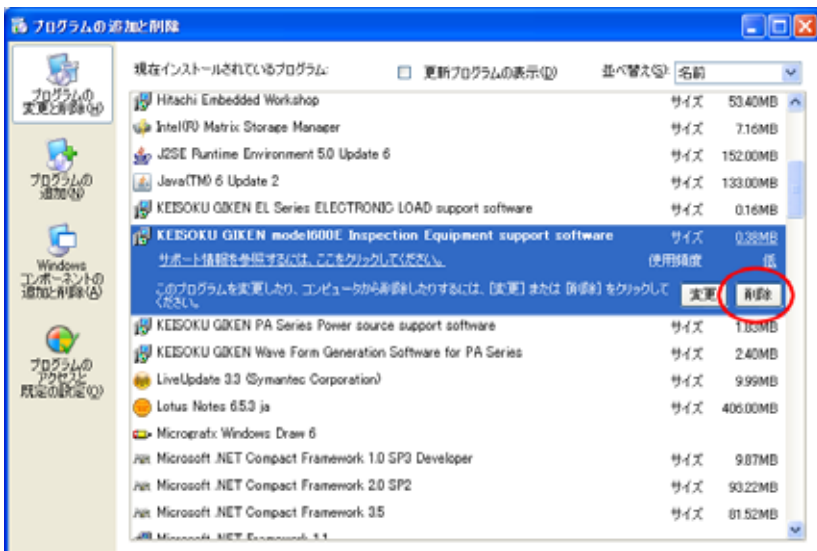 プログラムの追加と削除
プログラムの
変更と削除(H)
プログラムの
追加(N)
Windows
コンポーネントの
追加と削除(A)
プログラムの
アクセスと
既定の設定(O)
現在インストールされているプログラム:
更新プログラムの表示(D)
並べ替え(S):
名前
Hitachi Embedded Workshop サイズ 53.40MB
Intel(R) Matrix Storage Manager サイズ 7.16MB
J2SE Runtime Environment 5.0 Update 6 サイズ 152.00MB
Java(TM) 6 Update 2 サイズ 133.00MB
KEISOKU GIKEN EL Series ELECTRONIC LOAD support software サイズ 0.16MB
KEISOKU GIKEN model600E Inspection Equipment support software サイズ 0.38MB
サポート情報を参照するには、ここをクリックしてください。 使用頻度 低
このプログラムを変更したり、コンピュータから削除したりするには、[変更] または [削除] をクリックして
ください。
変更
削除
KEISOKU GIKEN PA Series Power source support software サイズ 1.83MB
KEISOKU GIKEN Wave Form Generation Software for PA Series サイズ 2.40MB
LiveUpdate 3.3 (Symantec Corporation) サイズ 9.99MB
Lotus Notes 6.5.3 ja サイズ 406.00MB
Micrografx Windows Draw 6
Microsoft .NET Compact Framework 1.0 SP3 Developer サイズ 9.87MB
Microsoft .NET Compact Framework 2.0 SP2 サイズ 93.22MB
Microsoft .NET Compact Framework 3.5 サイズ 81.52MB
Microsoft .NET Framework 1.1